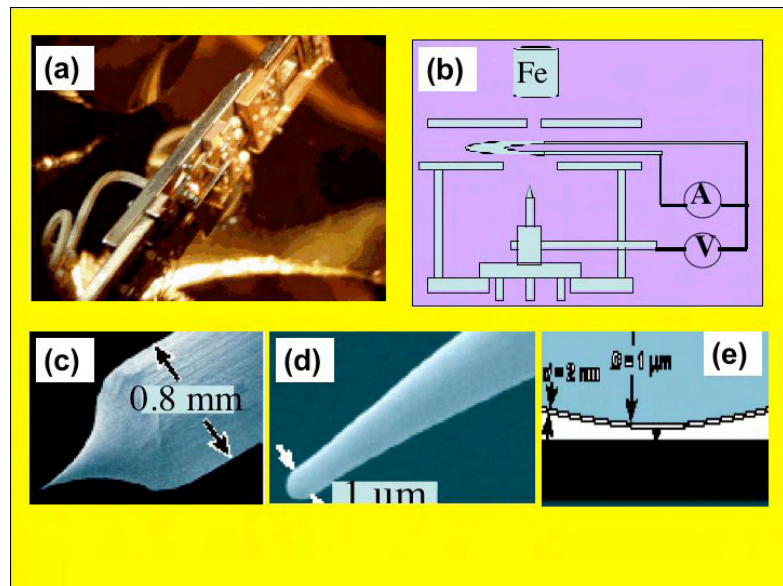 (a)
(b)
Fe
A
V
(c)
0.8 mm
(d)
1 µm
(e)
d = 2 nm
Ø = 1 µm